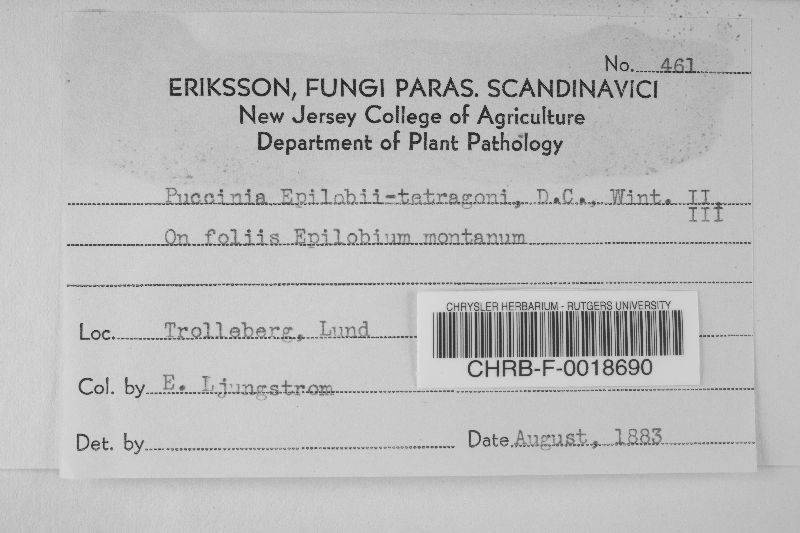 No. 461
ERIKSSON, FUNGI PARAS. SCANDINAVICI
New Jersey College of Agriculture
Department of Plant Pathology
Puccinia Epilobii-tetragoni, D.C., Wint. II,
III
On foliis Epilobium montanum
Loc. Trolleberg, Lund
CHRYSLER HERBARIUM - RUTGERS UNIVERSITY
CHRB-F-0018690
Col. by E. Ljungstrom
Det. by
Date August, 1883